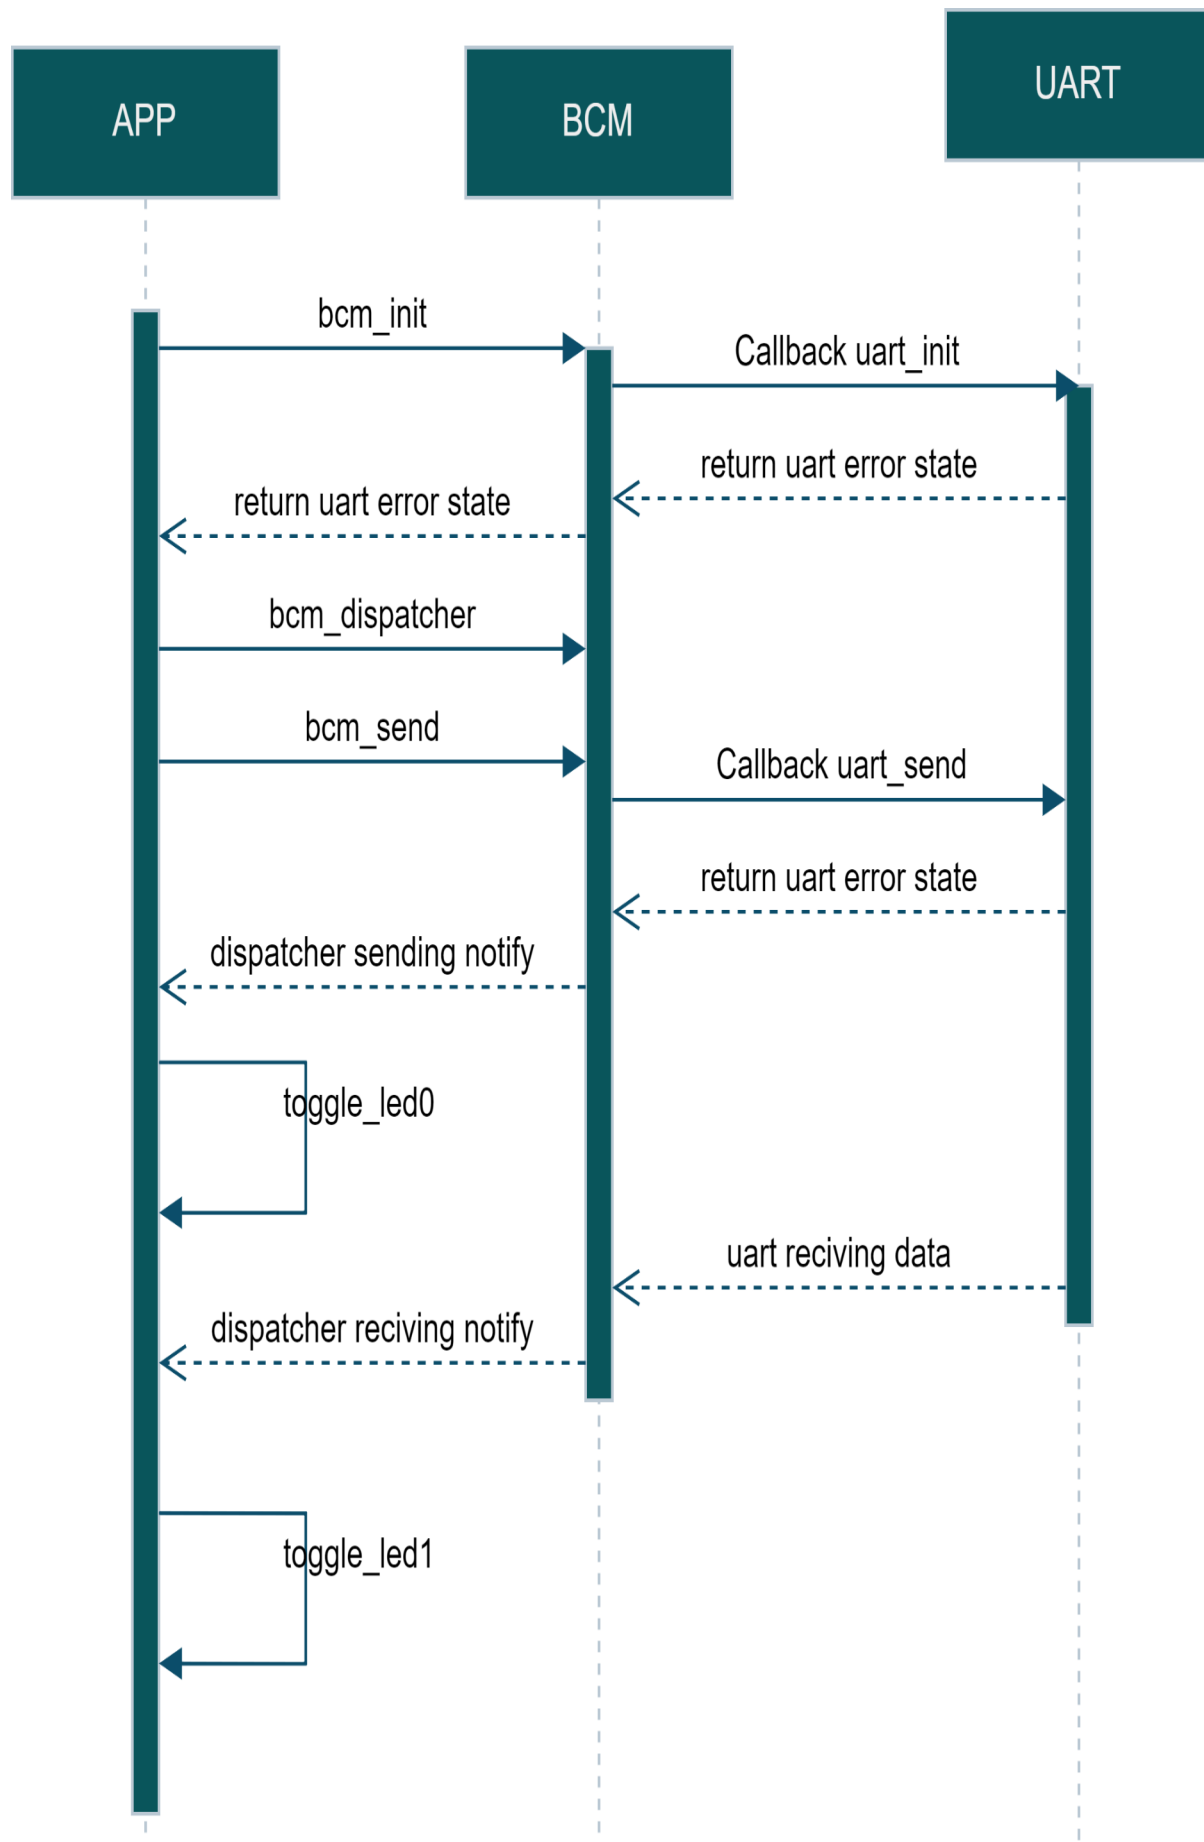 APP
BCM
UART
bcm_init
Callback uart_init
return uart error state
return uart error state
bcm_dispatcher
bcm_send
Callback uart_send
return uart error state
dispatcher sending notify
toggle_led0
uart reciving data
dispatcher reciving notify
toggle_led1